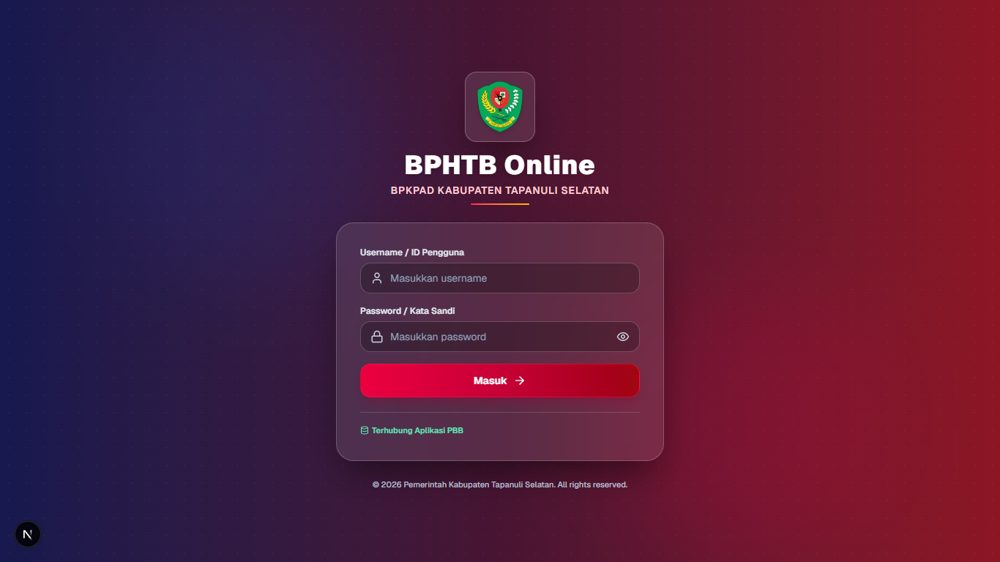 BPHTB Online
BPKPAD KABUPATEN TAPANULI SELATAN
Username / ID Pengguna
Masukkan username
Password / Kata Sandi
Masukkan password
Masuk
Terhubung Aplikasi PBB
© 2026 Pemerintah Kabupaten Tapanuli Selatan. All rights reserved.
N